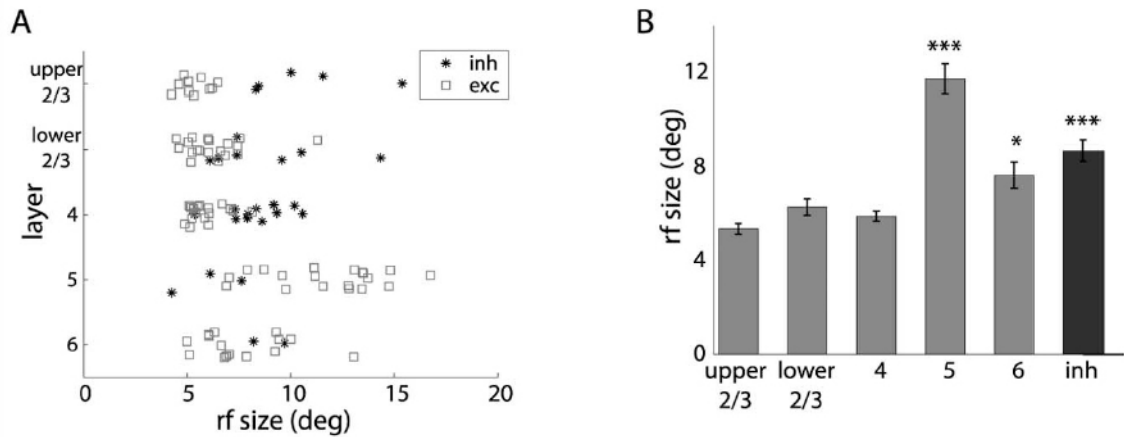 A
upper
2/3
lower
2/3
4
5
6
layer
0
5
10
15
20
rf size (deg)
inh
exc
B
12
8
4
0
rf size (deg)
***
*
***
upper
2/3
lower
2/3
4
5
6
inh